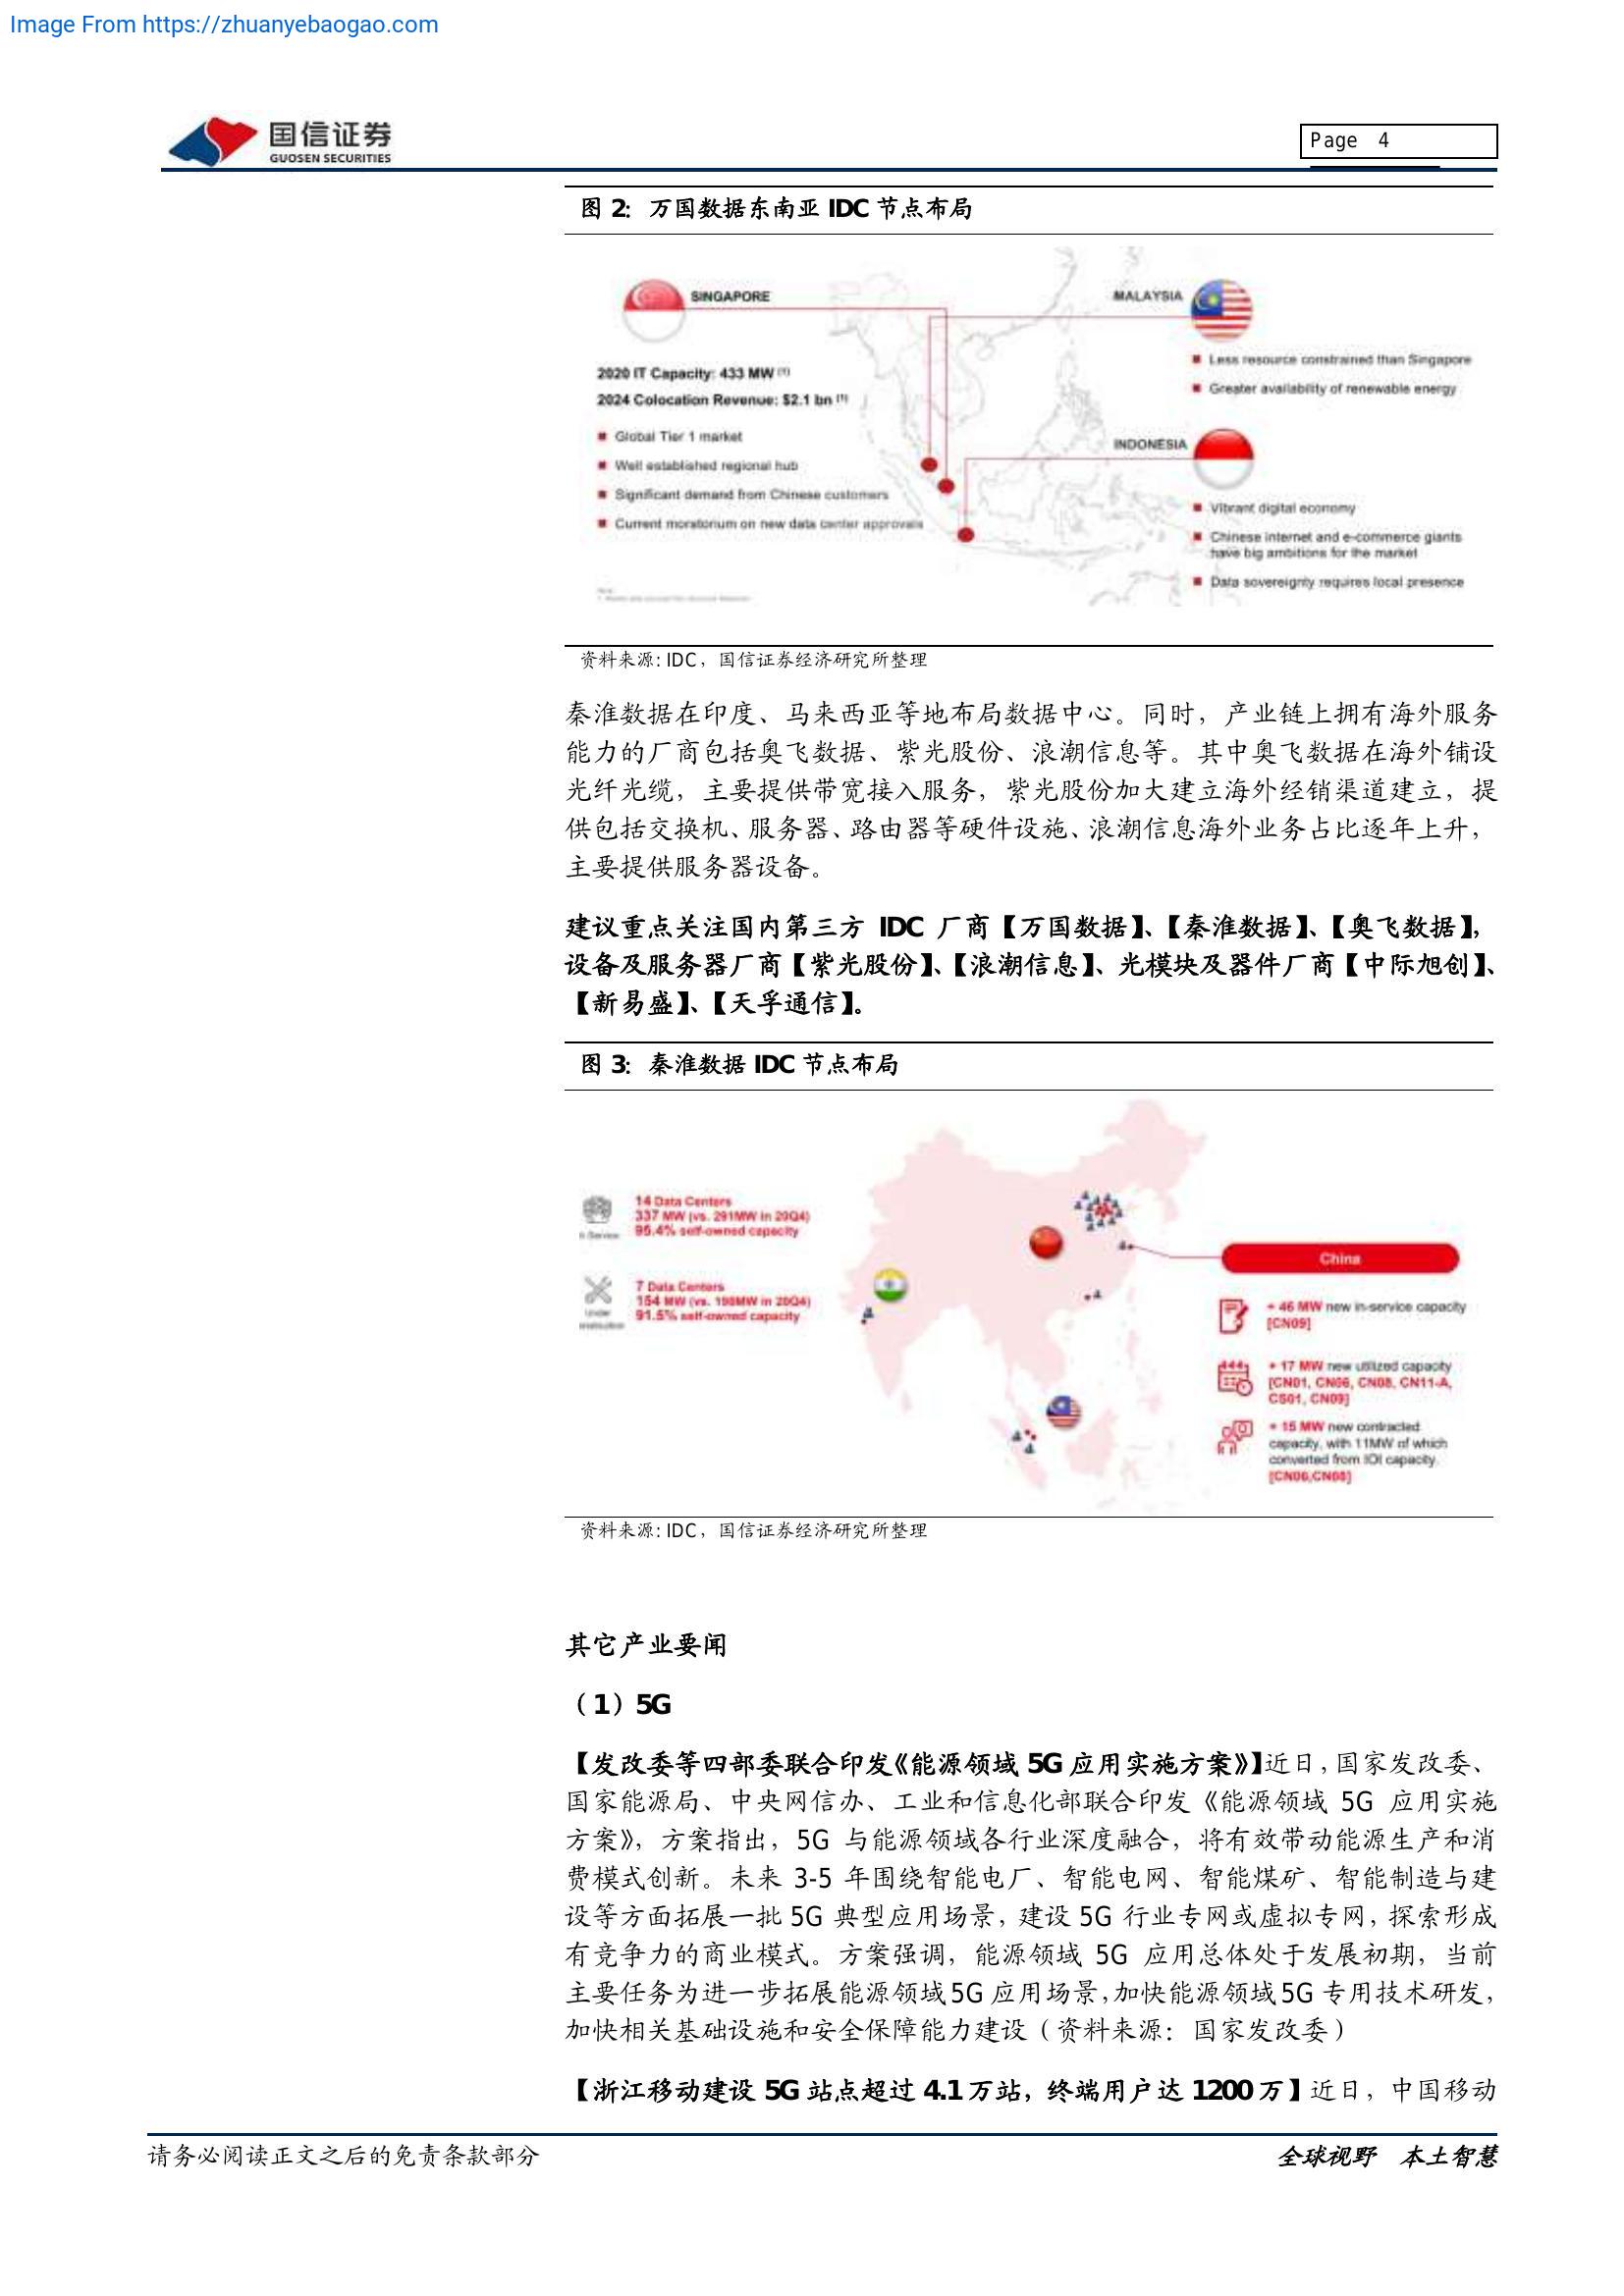 Image From https://zhuanyebaogao.com
国信证券
GUOSEN SECURITIES
Page 4
图 2: 万国数据东南亚 IDC 节点布局
SINGAPORE
2020 IT Capacity: 433 MW (1)
2024 Colocation Revenue: $2.1 bn (1)
Global Tier 1 market
Well established regional hub
Significant demand from Chinese customers
Current moratorium on new data center approvals
MALAYSIA
Less resource constrained than Singapore
Greater availability of renewable energy
INDONESIA
Vibrant digital economy
Chinese internet and e-commerce giants
have big ambitions for the market
Data sovereignty requires local presence
资料来源: IDC，国信证券经济研究所整理
秦淮数据在印度、马来西亚等地布局数据中心。同时，产业链上拥有海外服务
能力的厂商包括奥飞数据、紫光股份、浪潮信息等。其中奥飞数据在海外铺设
光纤光缆，主要提供带宽接入服务，紫光股份加大建立海外经销渠道建立，提
供包括交换机、服务器、路由器等硬件设施、浪潮信息海外业务占比逐年上升，
主要提供服务器设备。
建议重点关注国内第三方 IDC 厂商【万国数据】、【秦淮数据】、【奥飞数据】，
设备及服务器厂商【紫光股份】、【浪潮信息】、光模块及器件厂商【中际旭创】、
【新易盛】、【天孚通信】。
图 3: 秦淮数据 IDC 节点布局
14 Data Centers
337 MW (vs. 291MW in 20Q4)
95.4% self-owned capacity
In Service
7 Data Centers
154 MW (vs. 198MW in 20Q4)
91.5% self-owned capacity
Under
China
+ 46 MW new in-service capacity
[CN09]
+ 17 MW new utilized capacity
[CN01, CN06, CN08, CN11-A,
CS01, CN09]
+ 15 MW new contracted
capacity, with 11MW of which
converted from IOI capacity
[CN06,CN08]
资料来源: IDC，国信证券经济研究所整理
其它产业要闻
（1）5G
【发改委等四部委联合印发《能源领域 5G 应用实施方案》】近日，国家发改委、
国家能源局、中央网信办、工业和信息化部联合印发《能源领域 5G 应用实施
方案》，方案指出，5G 与能源领域各行业深度融合，将有效带动能源生产和消
费模式创新。未来 3-5 年围绕智能电厂、智能电网、智能煤矿、智能制造与建
设等方面拓展一批 5G 典型应用场景，建设 5G 行业专网或虚拟专网，探索形成
有竞争力的商业模式。方案强调，能源领域 5G 应用总体处于发展初期，当前
主要任务为进一步拓展能源领域 5G 应用场景，加快能源领域 5G 专用技术研发，
加快相关基础设施和安全保障能力建设（资料来源：国家发改委）
【浙江移动建设 5G 站点超过 4.1 万站，终端用户达 1200 万】近日，中国移动
请务必阅读正文之后的免责条款部分
全球视野 本土智慧